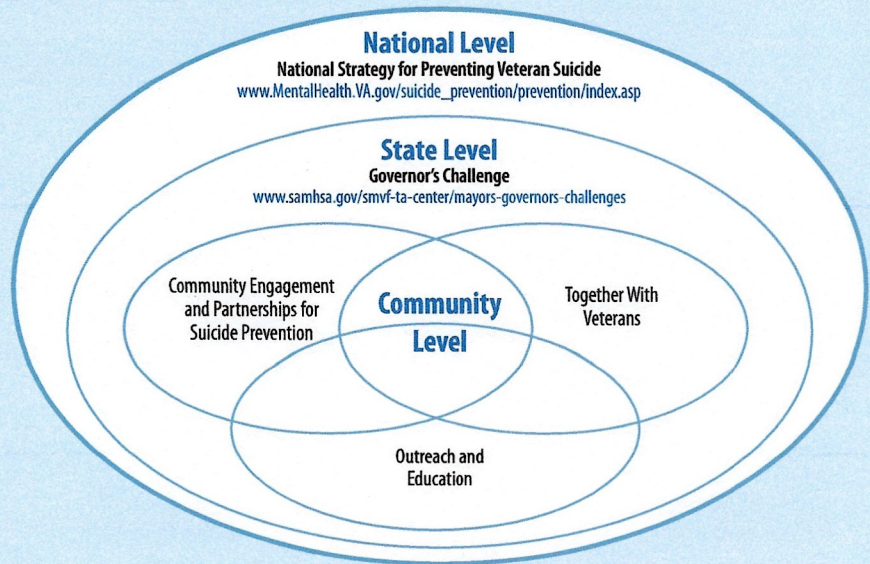 National Level
National Strategy for Preventing Veteran Suicide
www.MentalHealth.VA.gov/suicide_prevention/prevention/index.asp
State Level
Governor's Challenge
www.samhsa.gov/smvf-ta-center/mayors-governors-challenges
Community Engagement
and Partnerships for
Suicide Prevention
Community
Level
Together With
Veterans
Outreach and
Education